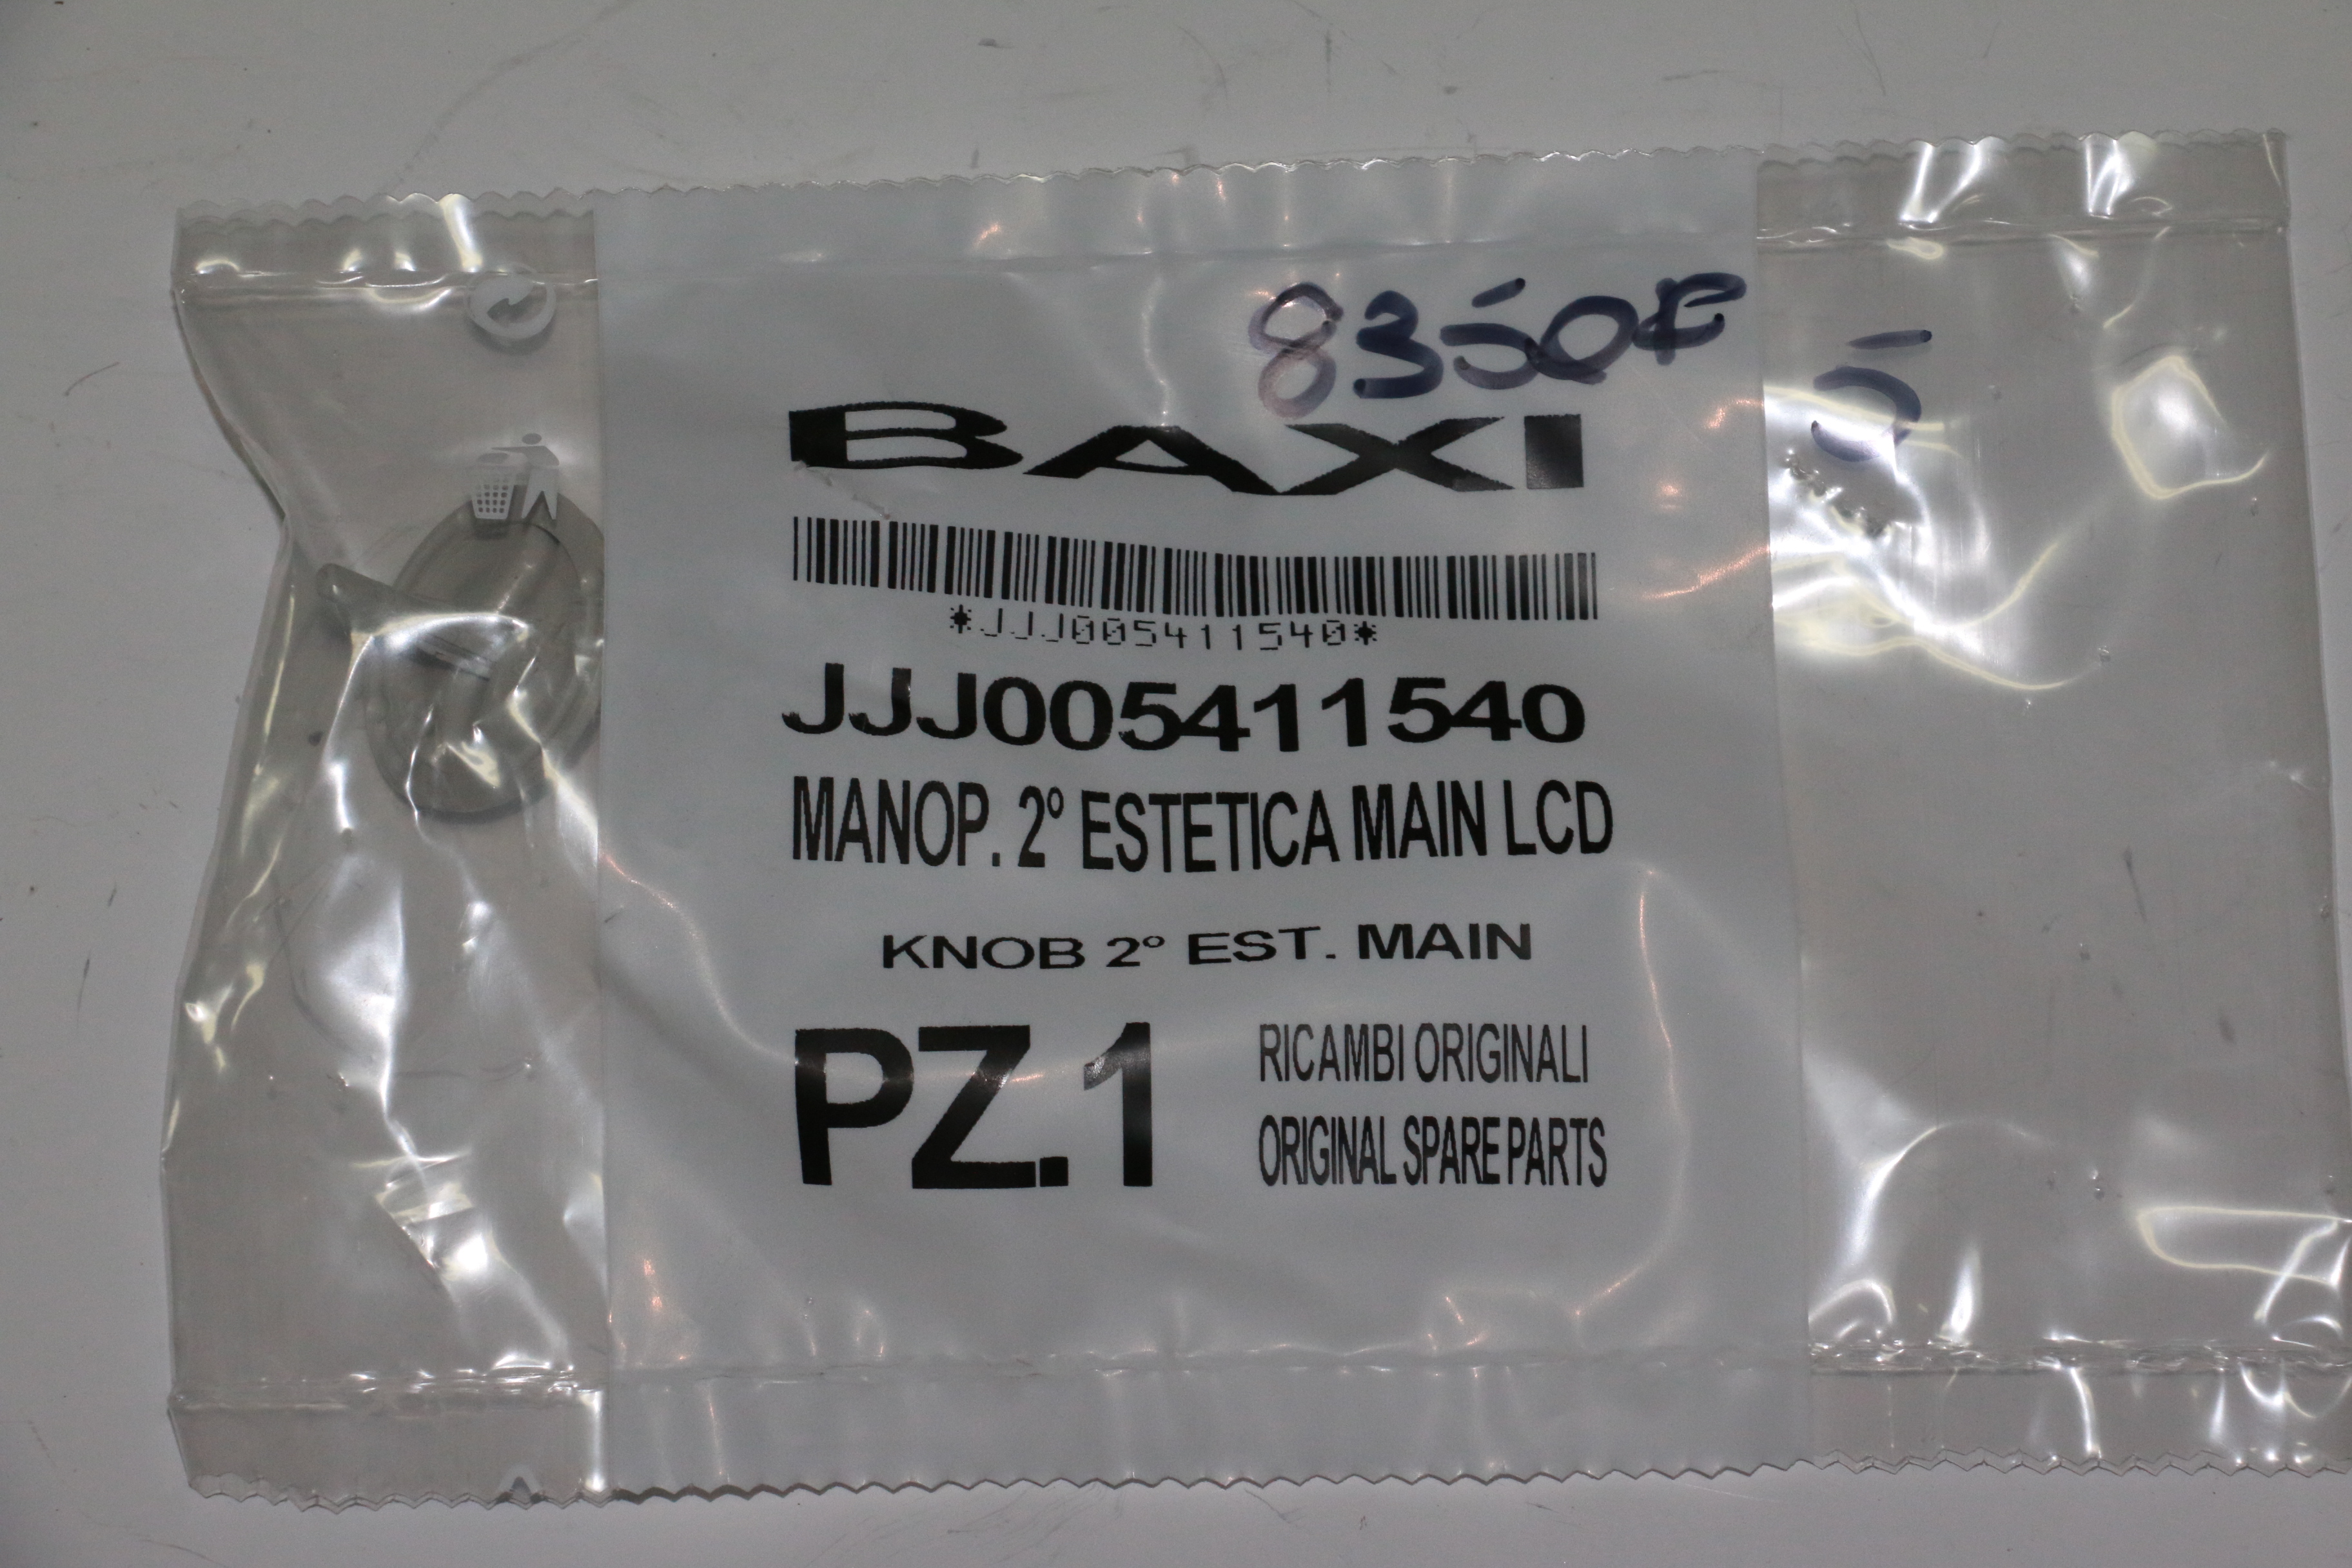 8350F 5
BAXI
*JJJ005411540*
JJJ005411540
MANOP. 2° ESTETICA MAIN LCD
KNOB 2° EST. MAIN
PZ.1
RICAMBI ORIGINALI
ORIGINAL SPARE PARTS